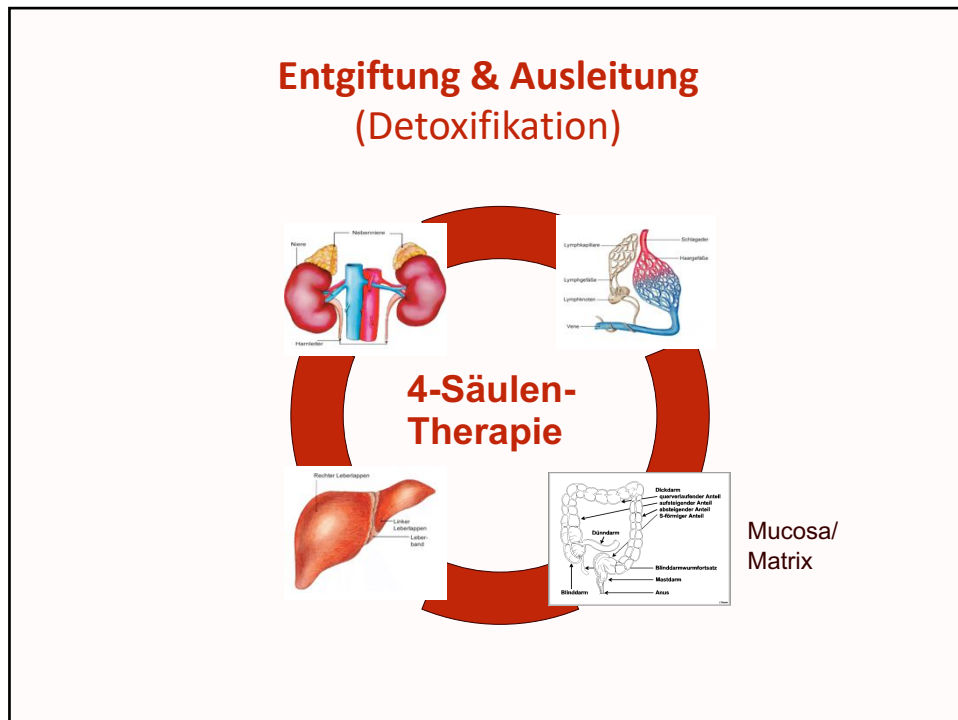 Entgiftung & Ausleitung
(Detoxifikation)
Nebenniere
Niere
Harnleiter
Lymphkapillare
Schlagader
Haargefäße
Lymphgefäße
Lymphknoten
Vene
4-Säulen-
Therapie
Rechter Leberlappen
Linker
Leberlappen
Leber-
band
Dickdarm
querverlaufender Anteil
aufsteigender Anteil
absteigender Anteil
S-förmiger Anteil
Dünndarm
Blinddarmwurmfortsatz
Mastdarm
Blinddarm
Anus
Mucosa/
Matrix